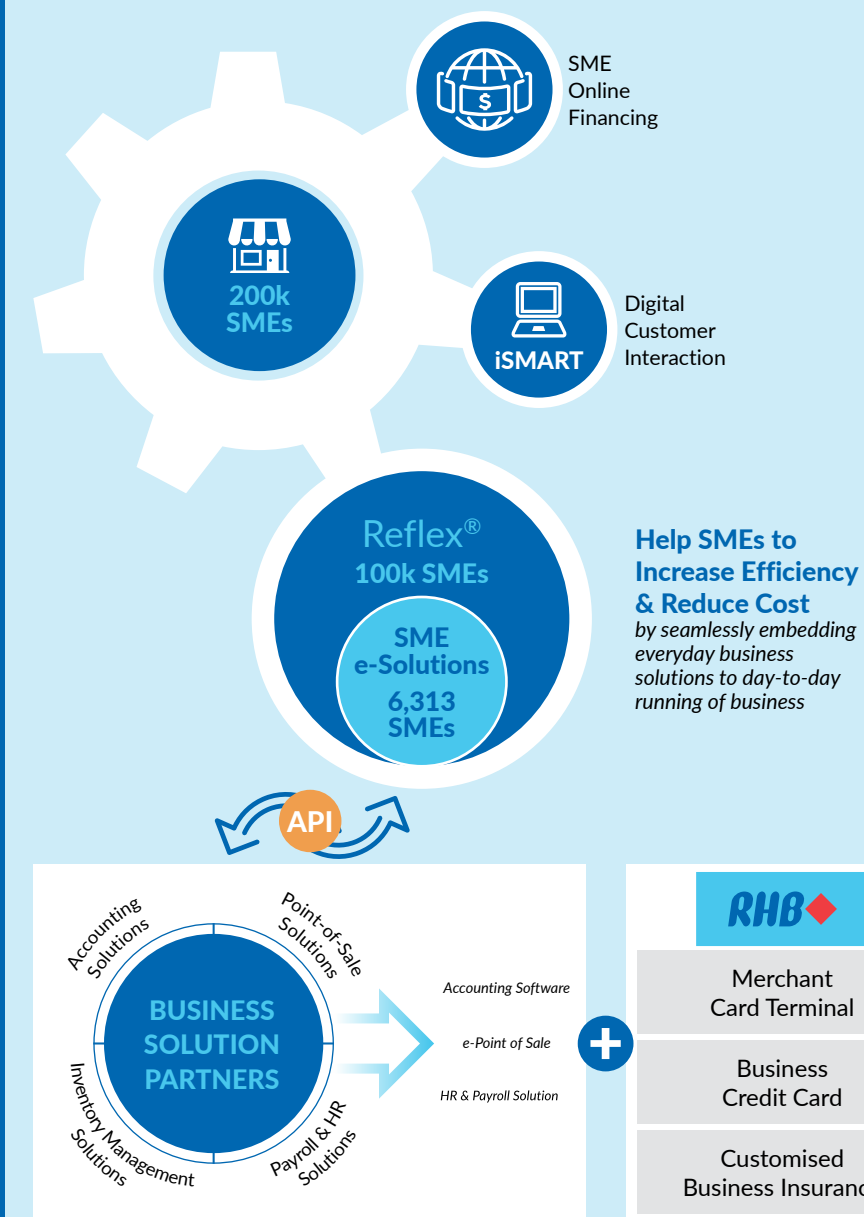 $
SME
Online
Financing
200k
SMEs
iSMART
Digital
Customer
Interaction
Reflex®
100k SMEs
SME
e-Solutions
6,313
SMEs
Help SMEs to
Increase Efficiency
& Reduce Cost
by seamlessly embedding
everyday business
solutions to day-to-day
running of business
API
Accounting
Solutions
Point-of-Sale
Solutions
BUSINESS
SOLUTION
PARTNERS
Inventory Management
Solutions
Payroll & HR
Solutions
Accounting Software
e-Point of Sale
HR & Payroll Solution
+
RHB
Merchant
Card Terminal
Business
Credit Card
Customised
Business Insuranc